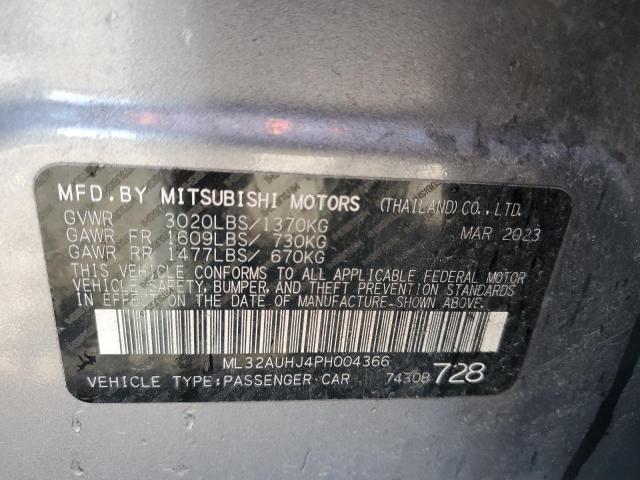 MFD.BY MITSUBISHI MOTORS (THAILAND) CO.,LTD.
GVWR 3020LBS/1370KG MAR 2023
GAWR FR 1609LBS/ 730KG
GAWR RR 1477LBS/ 670KG
THIS VEHICLE CONFORMS TO ALL APPLICABLE FEDERAL MOTOR
VEHICLE SAFETY, BUMPER, AND THEFT PREVENTION STANDARDS
IN EFFECT ON THE DATE OF MANUFACTURE-SHOWN ABOVE.
ML32AUHJ4PH004366
VEHICLE TYPE:PASSENGER CAR 7430B 728